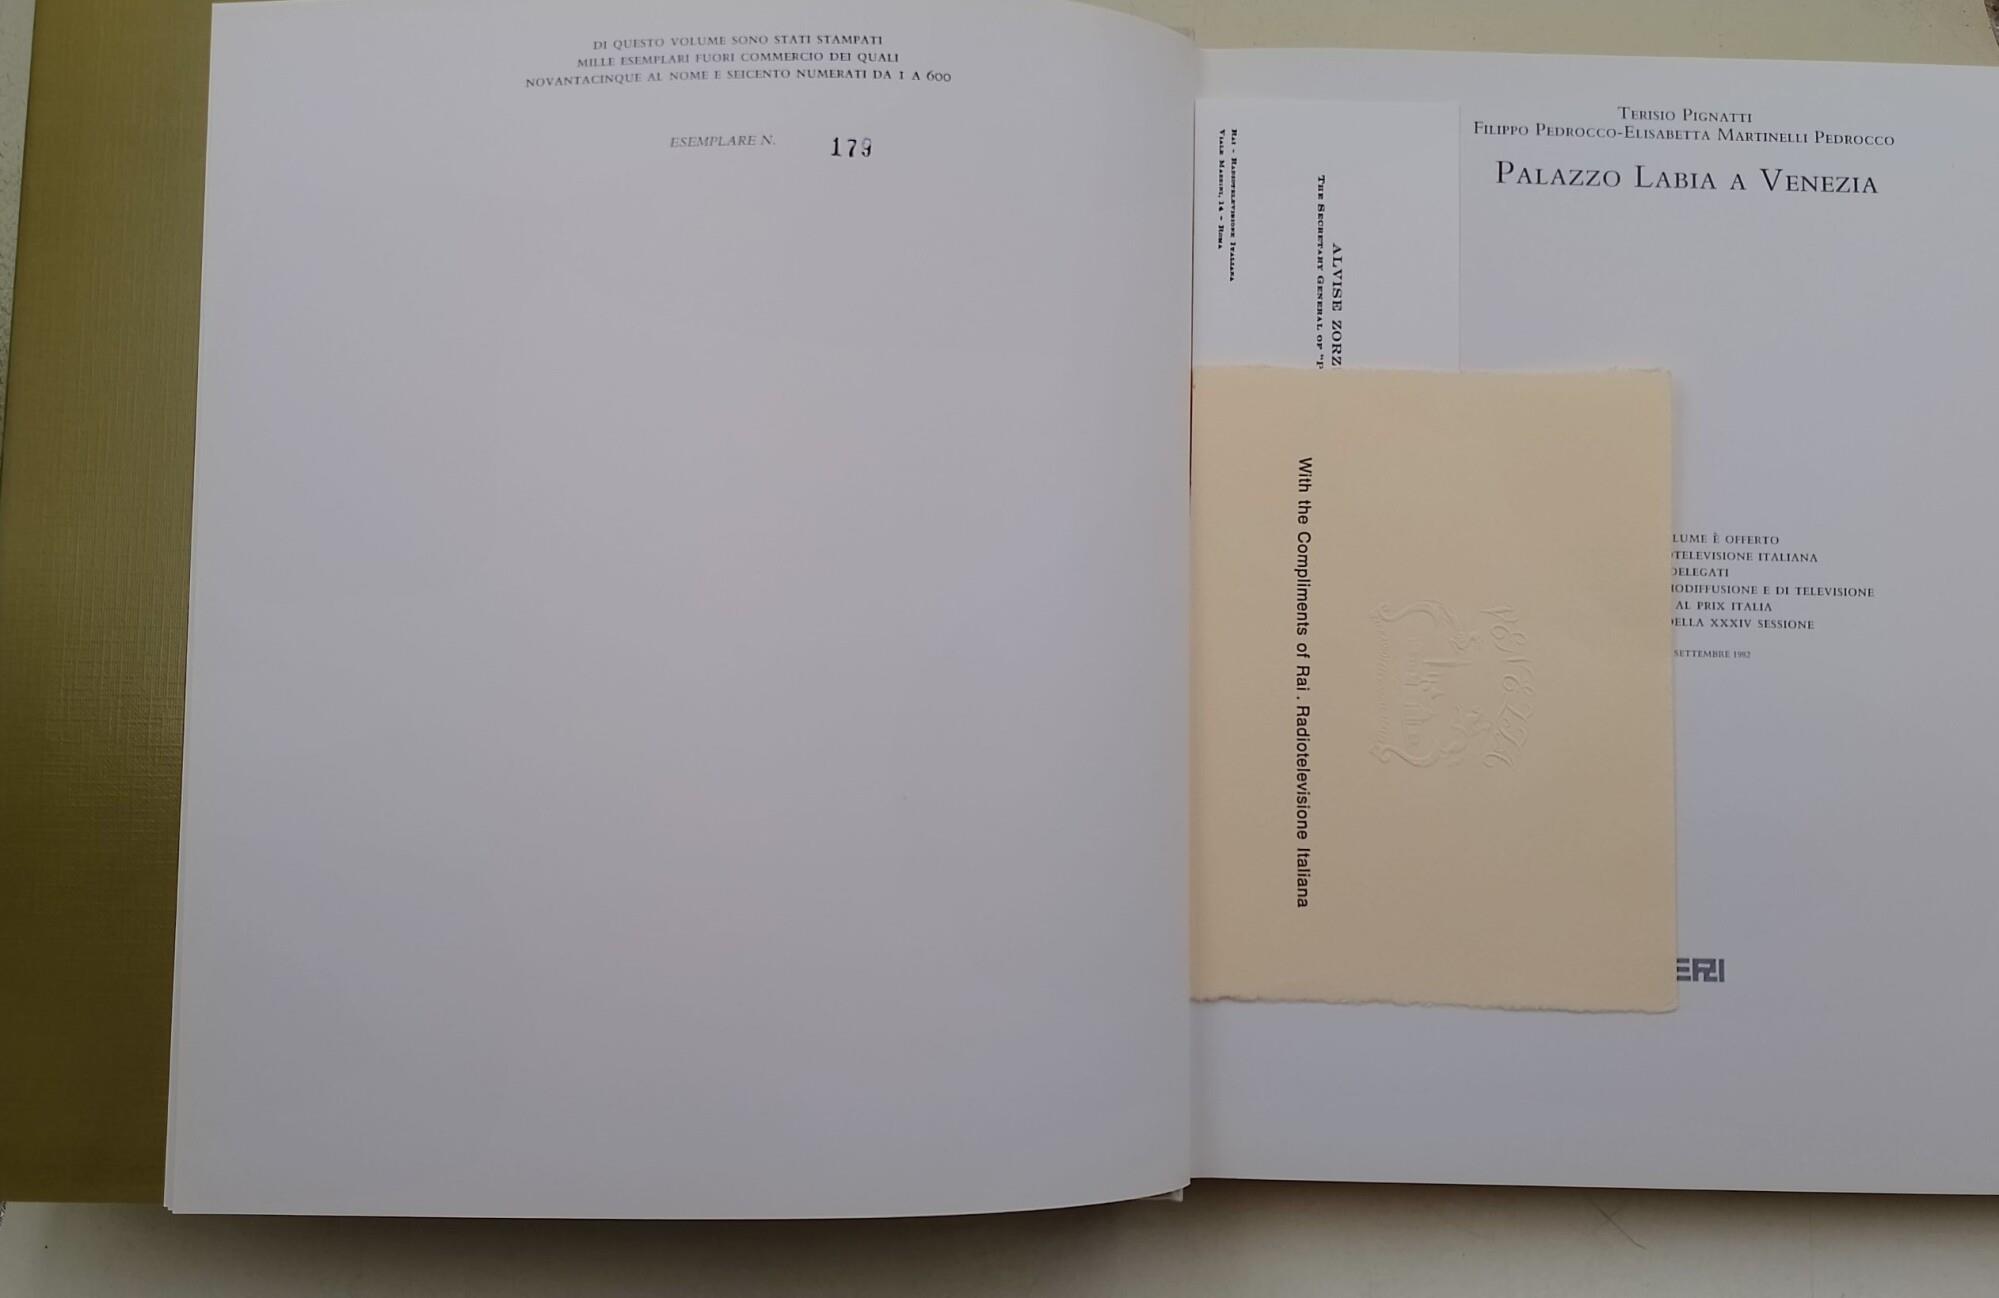 DI QUESTO VOLUME SONO STATI STAMPATI
MILLE ESEMPLARI FUORI COMMERCIO DEI QUALI
NOVANTACINQUE AL NOME E SEICENTO NUMERATI DA 1 A 600
ESEMPLARE N. 179
TERISIO PIGNATTI
FILIPPO PEDROCCO-ELISABETTA MARTINELLI PEDROCCO
PALAZZO LABIA A VENEZIA
RAI - RADIOTELEVISIONE ITALIANA
VIALE MAZZINI, 14 - ROMA
ALVISE ZORZ
THE SECRETARY GENERAL OF "P
With the Compliments of Rai . Radiotelevisione Italiana
VENEZIA
LUME È OFFERTO
TELEVISIONE ITALIANA
DELEGATI
IODIFFUSIONE E DI TELEVISIONE
AL PRIX ITALIA
DELLA XXXIV SESSIONE
SETTEMBRE 1982
ERI